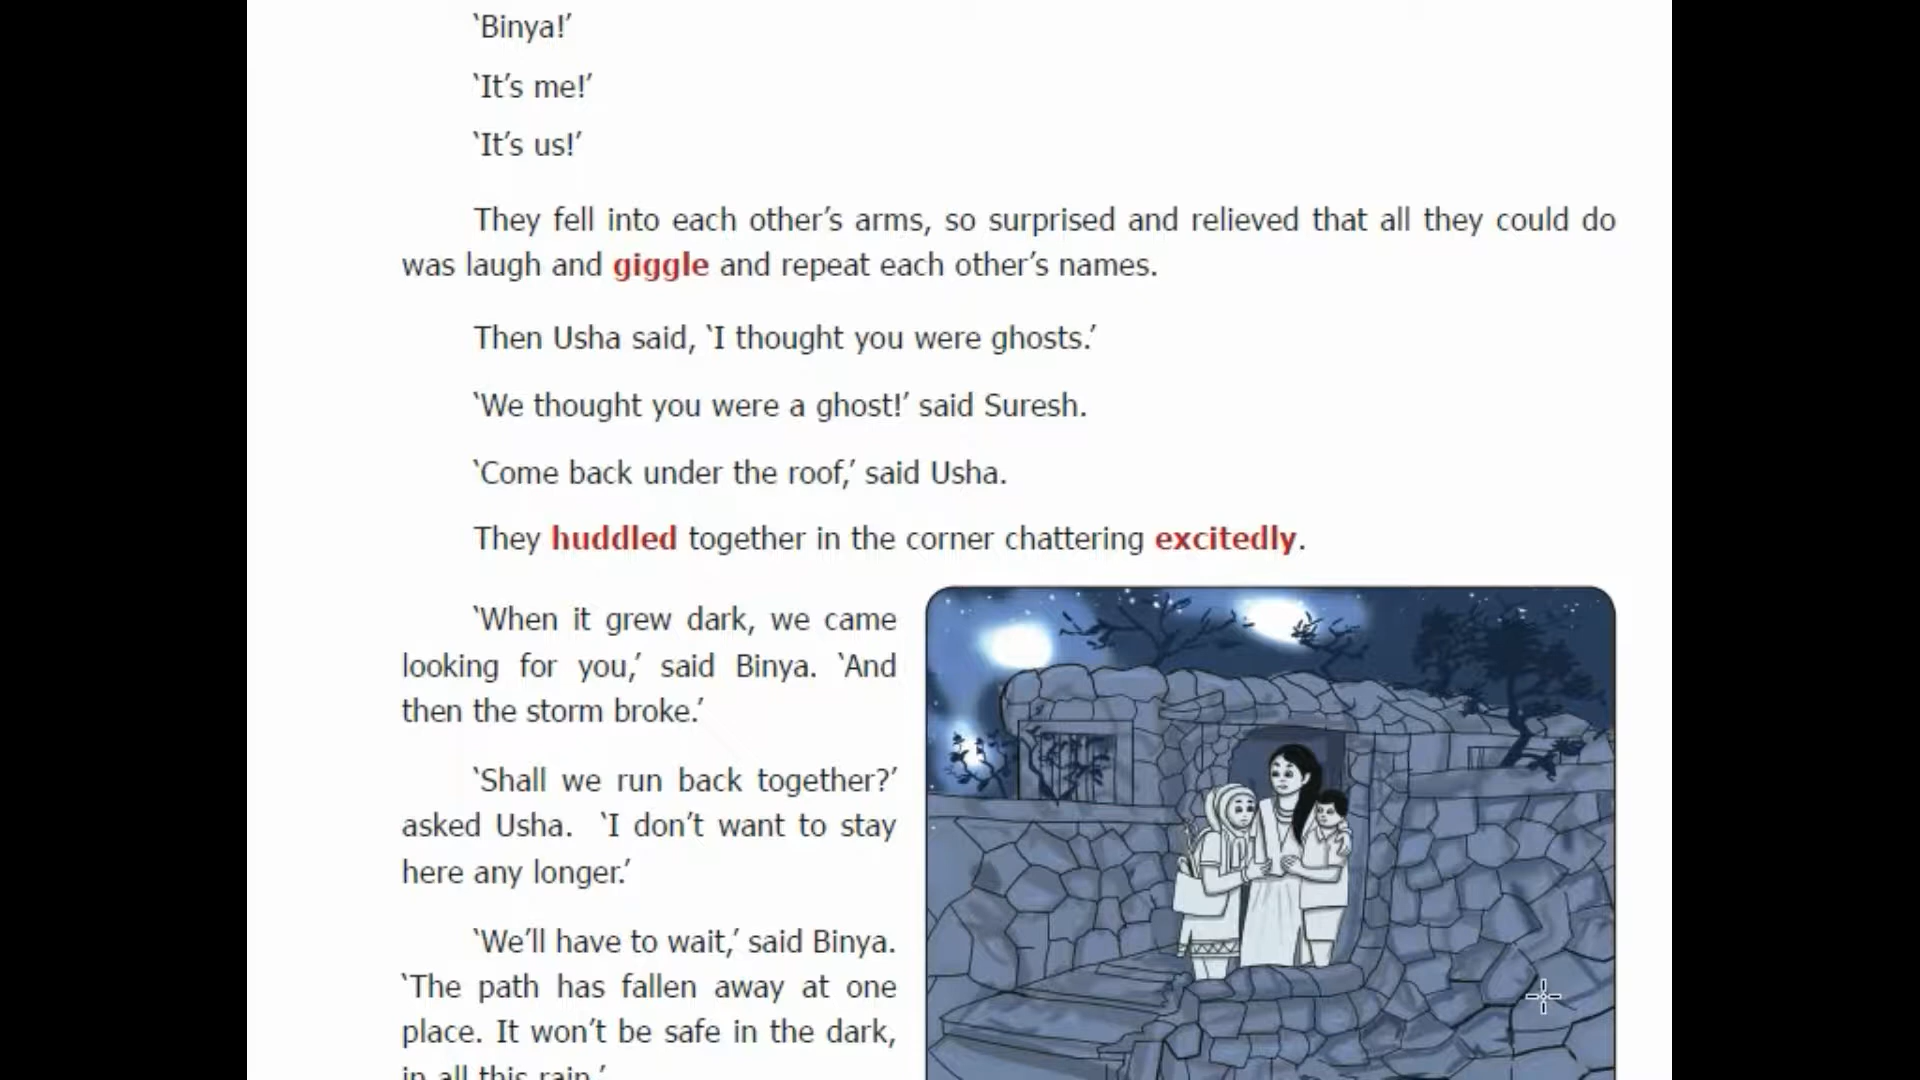 ‘Binya!’
‘It’s me!’
‘It’s us!’
They fell into each other’s arms, so surprised and relieved that all they could do
was laugh and giggle and repeat each other’s names.
Then Usha said, ‘I thought you were ghosts.’
‘We thought you were a ghost!’ said Suresh.
‘Come back under the roof,’ said Usha.
They huddled together in the corner chattering excitedly.
‘When it grew dark, we came
looking for you,’ said Binya. ‘And
then the storm broke.’
‘Shall we run back together?’
asked Usha. ‘I don’t want to stay
here any longer.’
‘We’ll have to wait,’ said Binya.
‘The path has fallen away at one
place. It won’t be safe in the dark,
in all this rain.’